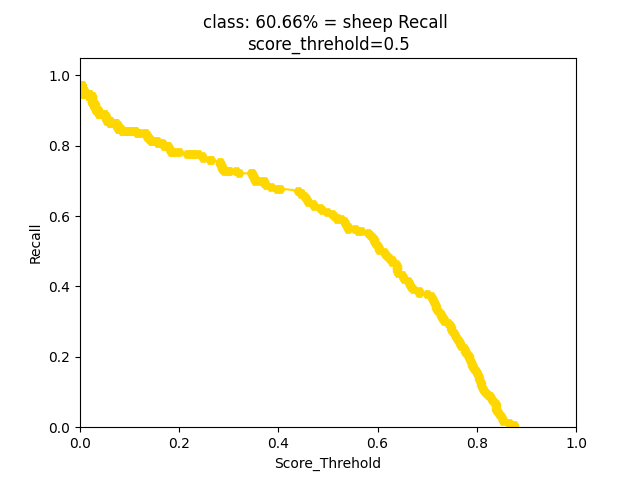 class: 60.66% = sheep Recall
score_threhold=0.5
1.0
0.8
0.6
0.4
0.2
0.0
Recall
0.0 0.2 0.4 0.6 0.8 1.0
Score_Threhold